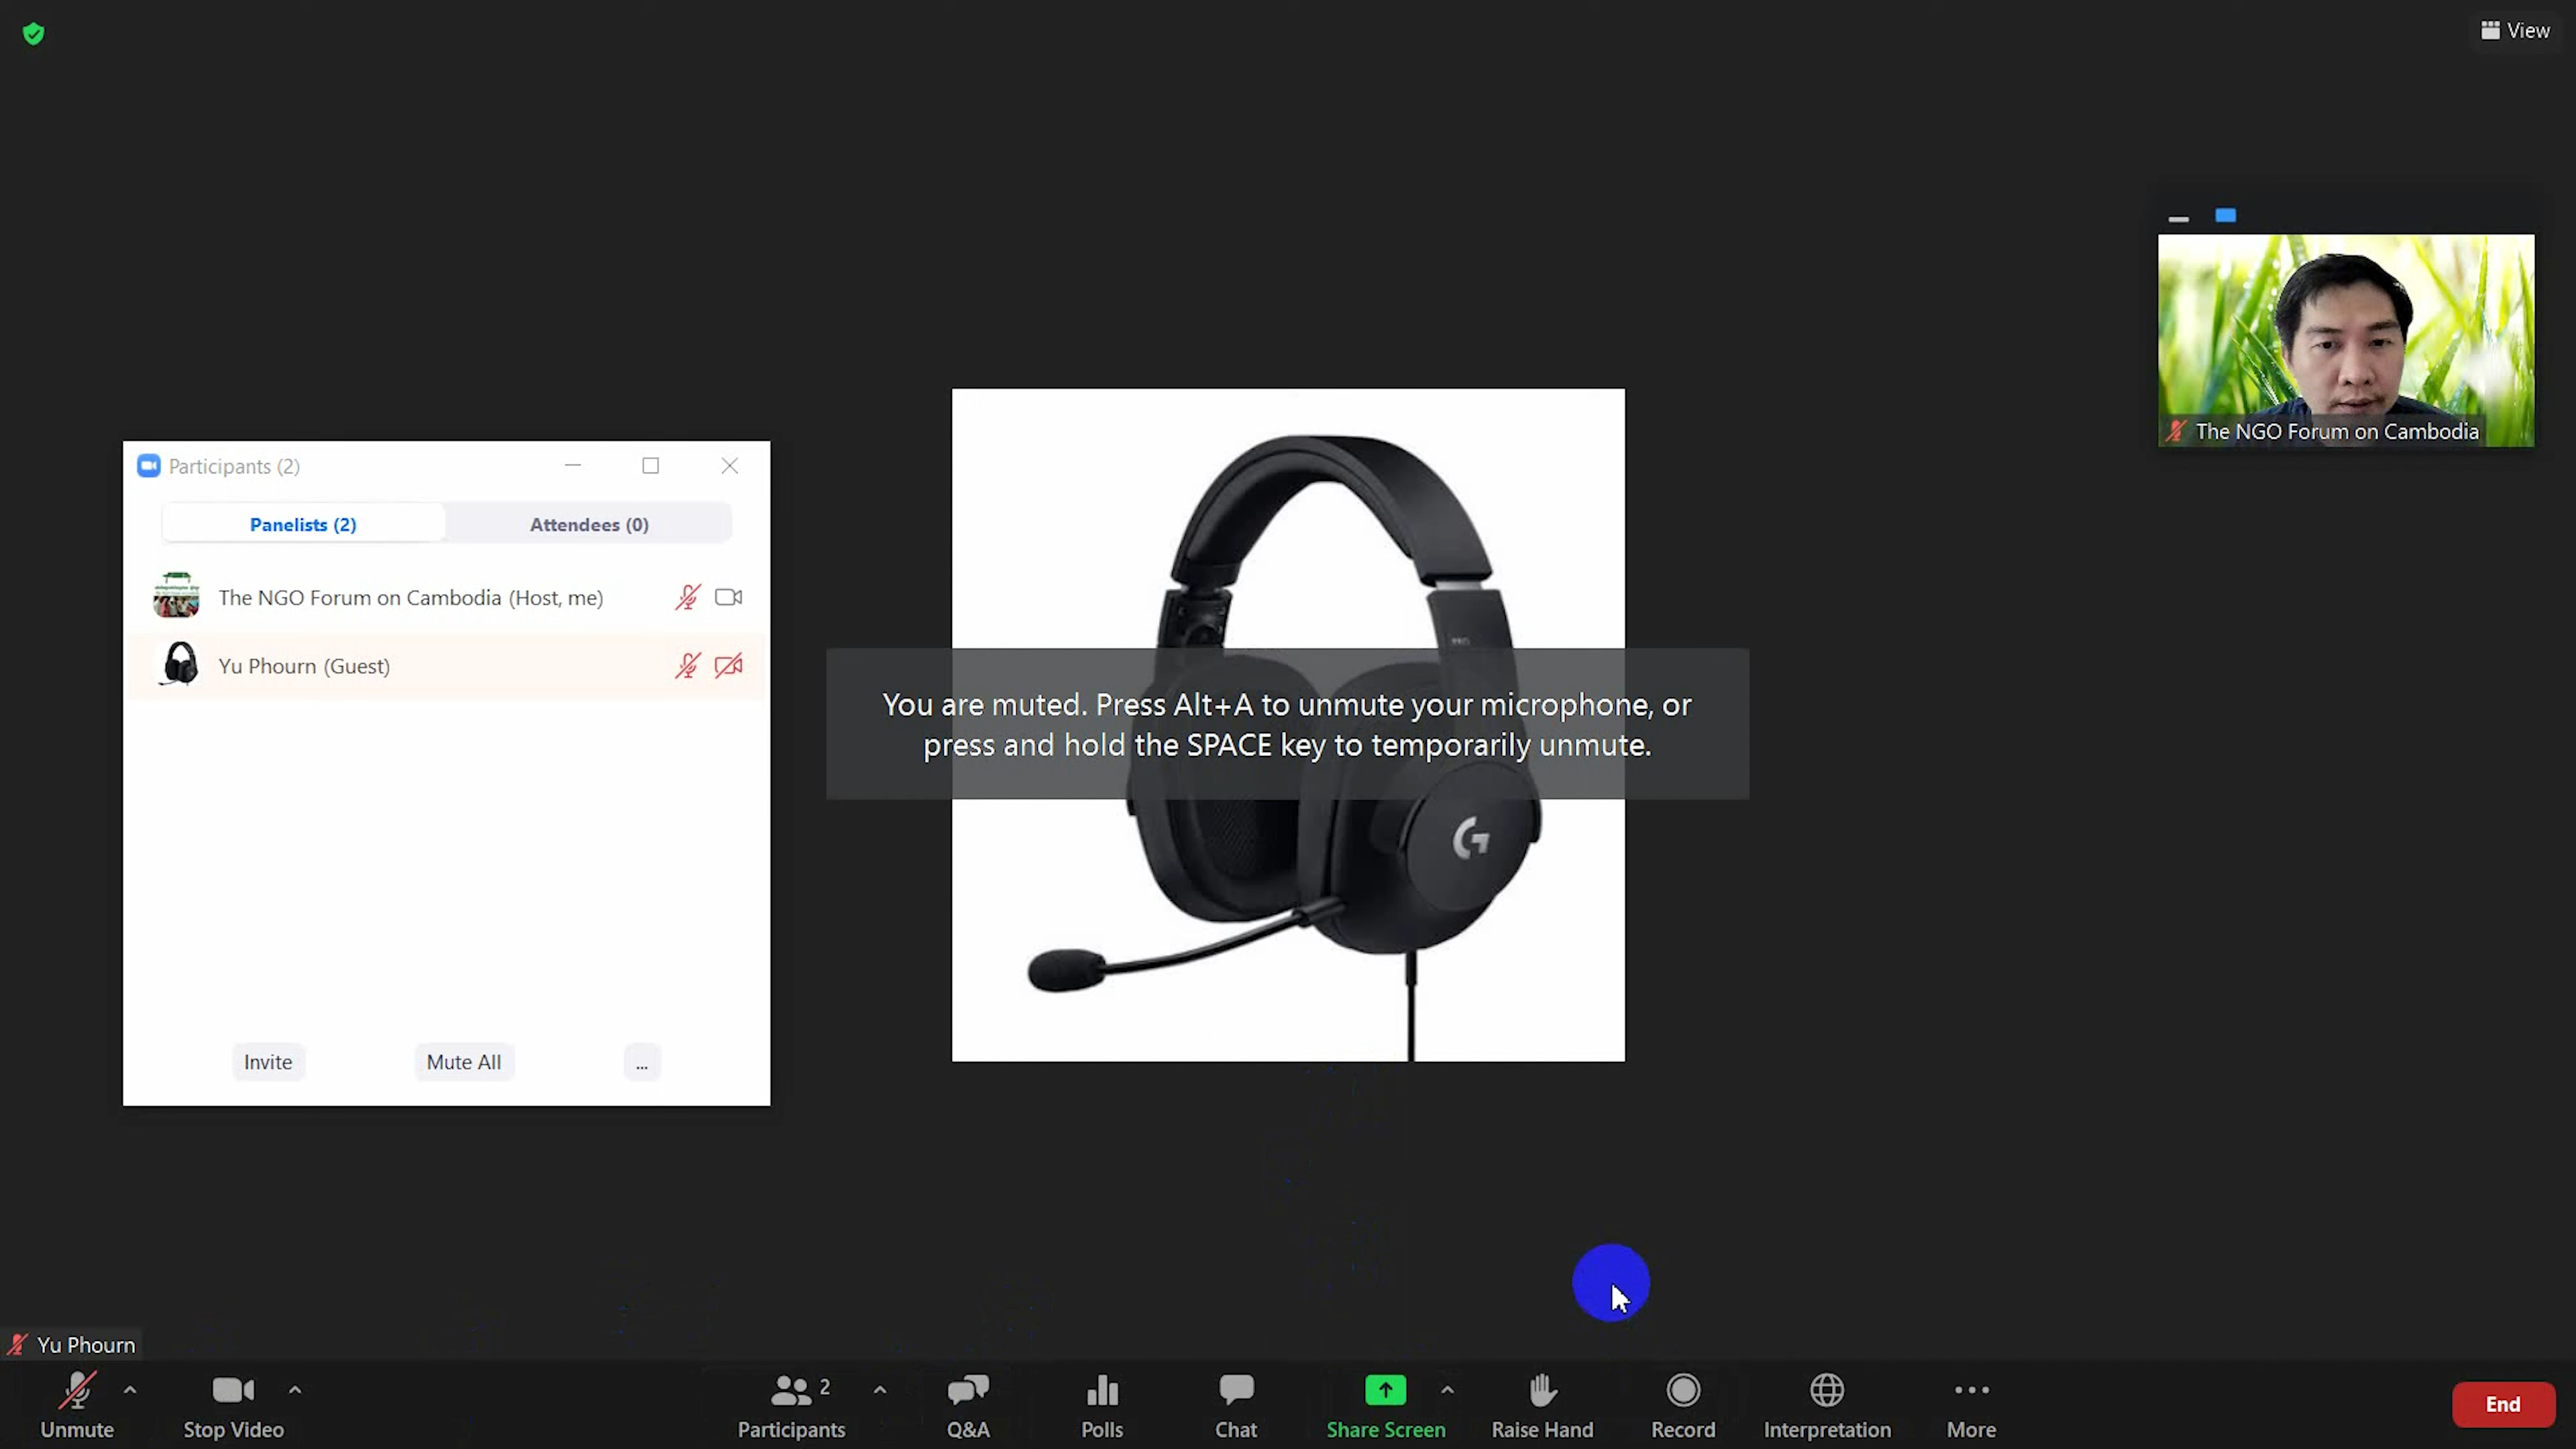 View
The NGO Forum on Cambodia
Participants (2)
Panelists (2)
Attendees (0)
The NGO Forum on Cambodia (Host, me)
Yu Phourn (Guest)
Invite
Mute All
...
PRO
You are muted. Press Alt+A to unmute your microphone, or
press and hold the SPACE key to temporarily unmute.
G
Yu Phourn
Unmute
Stop Video
2
Participants
Q&A
Polls
Chat
Share Screen
Raise Hand
Record
Interpretation
More
End